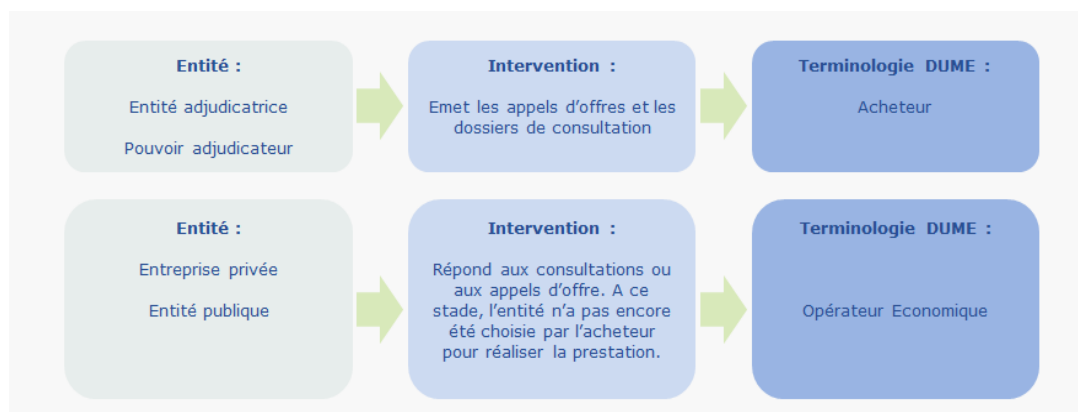 Entité :
Entité adjudicatrice
Pouvoir adjudicateur
Intervention :
Emet les appels d'offres et les
dossiers de consultation
Terminologie DUME :
Acheteur
Entité :
Entreprise privée
Entité publique
Intervention :
Répond aux consultations ou
aux appels d'offre. A ce
stade, l'entité n'a pas encore
été choisie par l'acheteur
pour réaliser la prestation.
Terminologie DUME :
Opérateur Economique